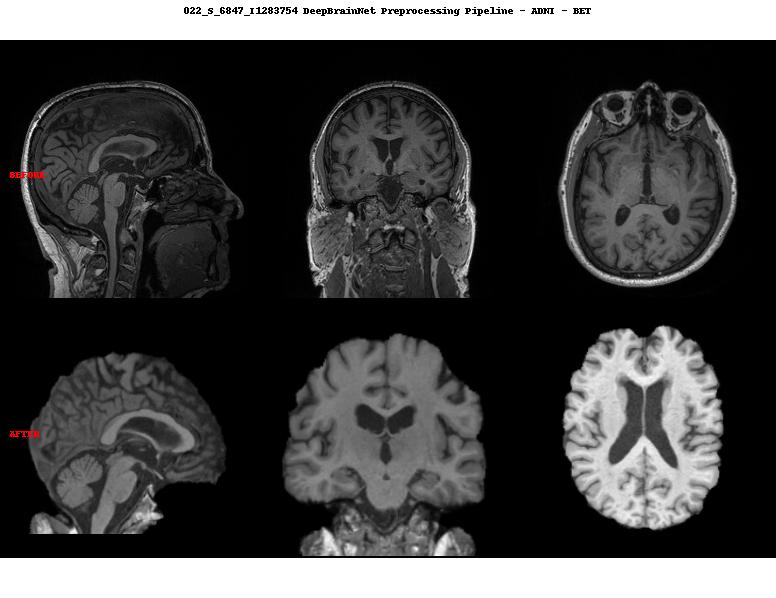 022_S_6847_I1283754 DeepBrainNet Preprocessing Pipeline - ADNI - BET
BEFORE
AFTER